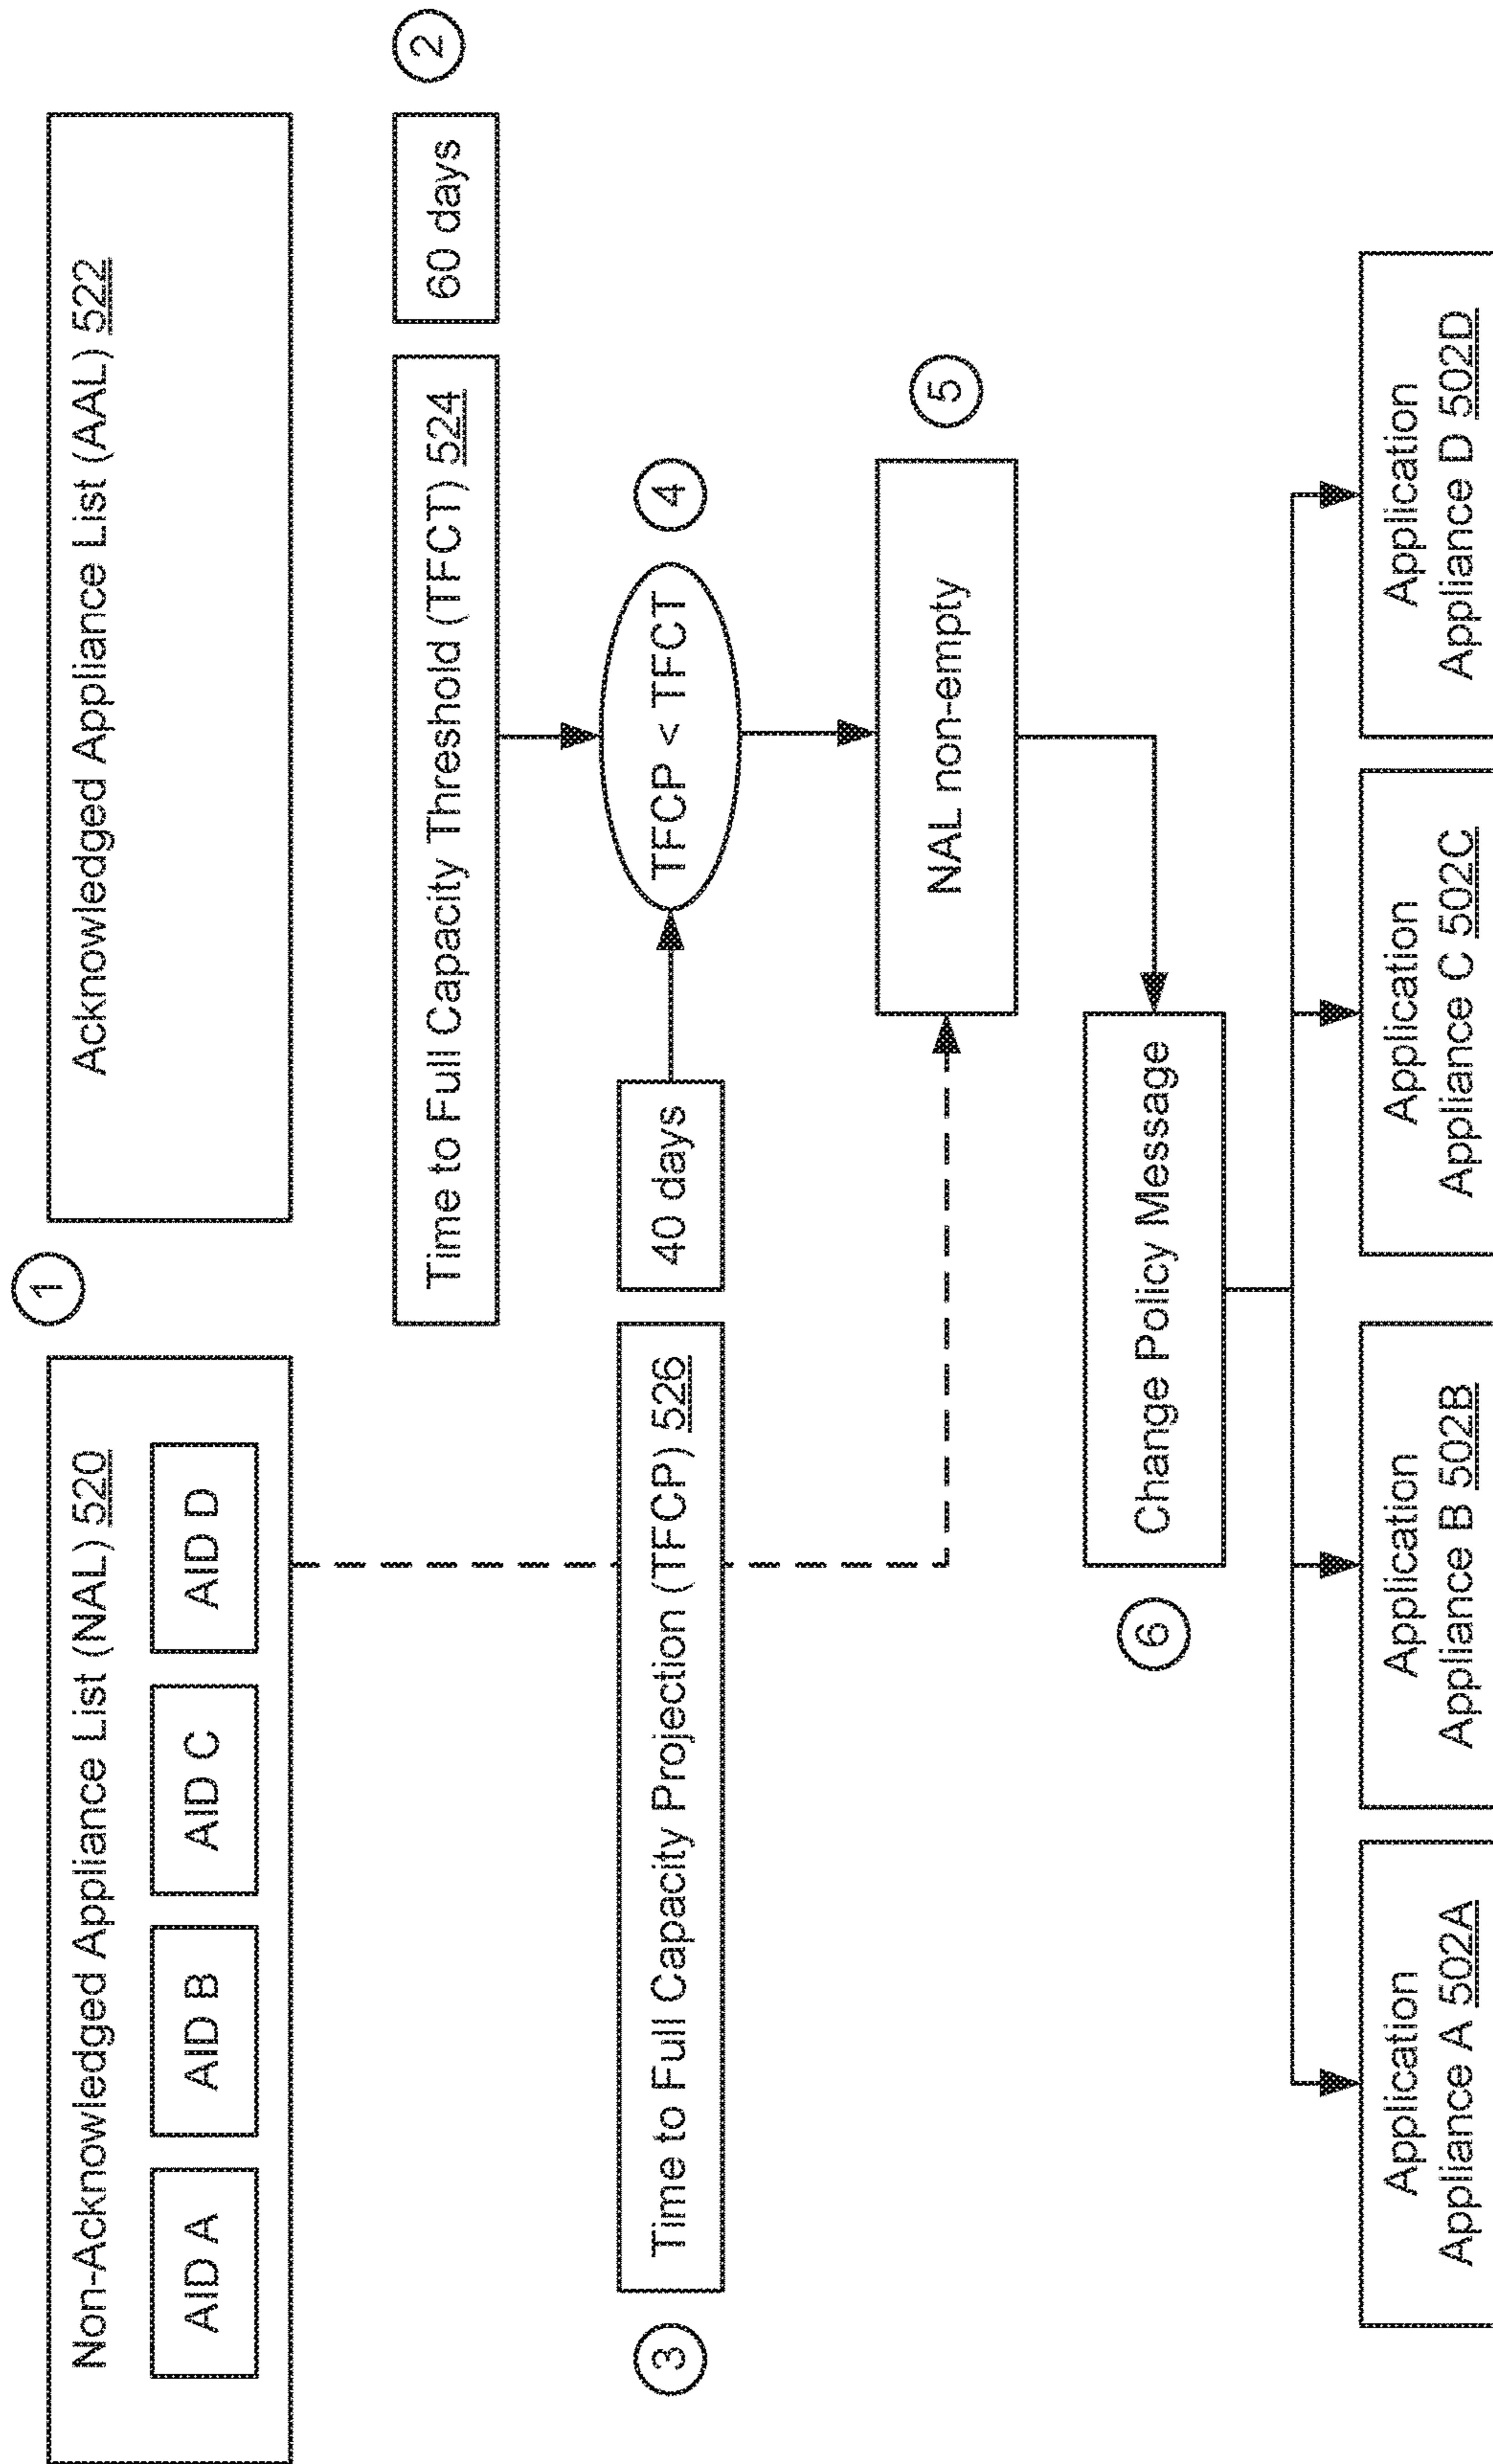 1
Non-Acknowledged Appliance List (NAL) 520
AID A
AID B
AID C
AID D
Acknowledged Appliance List (AAL) 522
Time to Full Capacity Threshold (TFCT) 524
60 days
2
3
Time to Full Capacity Projection (TFCP) 526
40 days
TFCP < TFCT
4
NAL non-empty
5
6
Change Policy Message
Application
Appliance A 502A
Application
Appliance B 502B
Application
Appliance C 502C
Application
Appliance D 502D